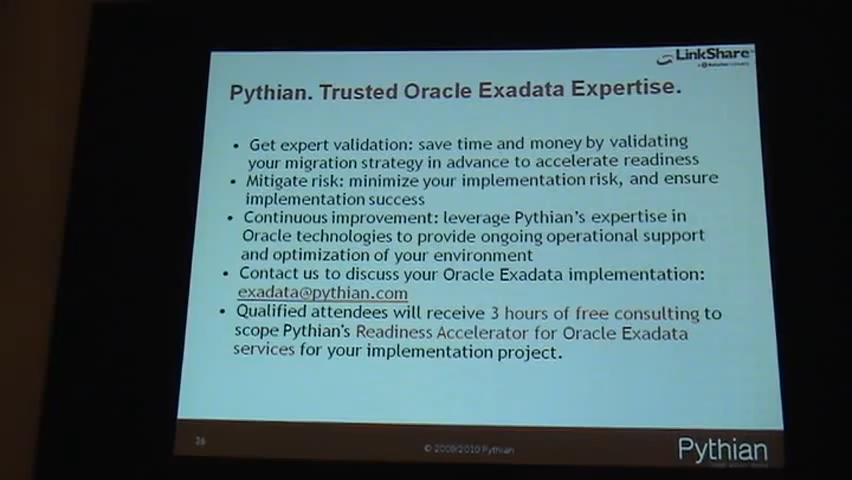 LinkShare
Pythian. Trusted Oracle Exadata Expertise.
• Get expert validation: save time and money by validating
your migration strategy in advance to accelerate readiness
• Mitigate risk: minimize your implementation risk, and ensure
implementation success
• Continuous improvement: leverage Pythian's expertise in
Oracle technologies to provide ongoing operational support
and optimization of your environment
• Contact us to discuss your Oracle Exadata implementation:
exadata@pythian.com
• Qualified attendees will receive 3 hours of free consulting to
scope Pythian's Readiness Accelerator for Oracle Exadata
services for your implementation project.
36
© 2009/2010 Pythian
Pythian